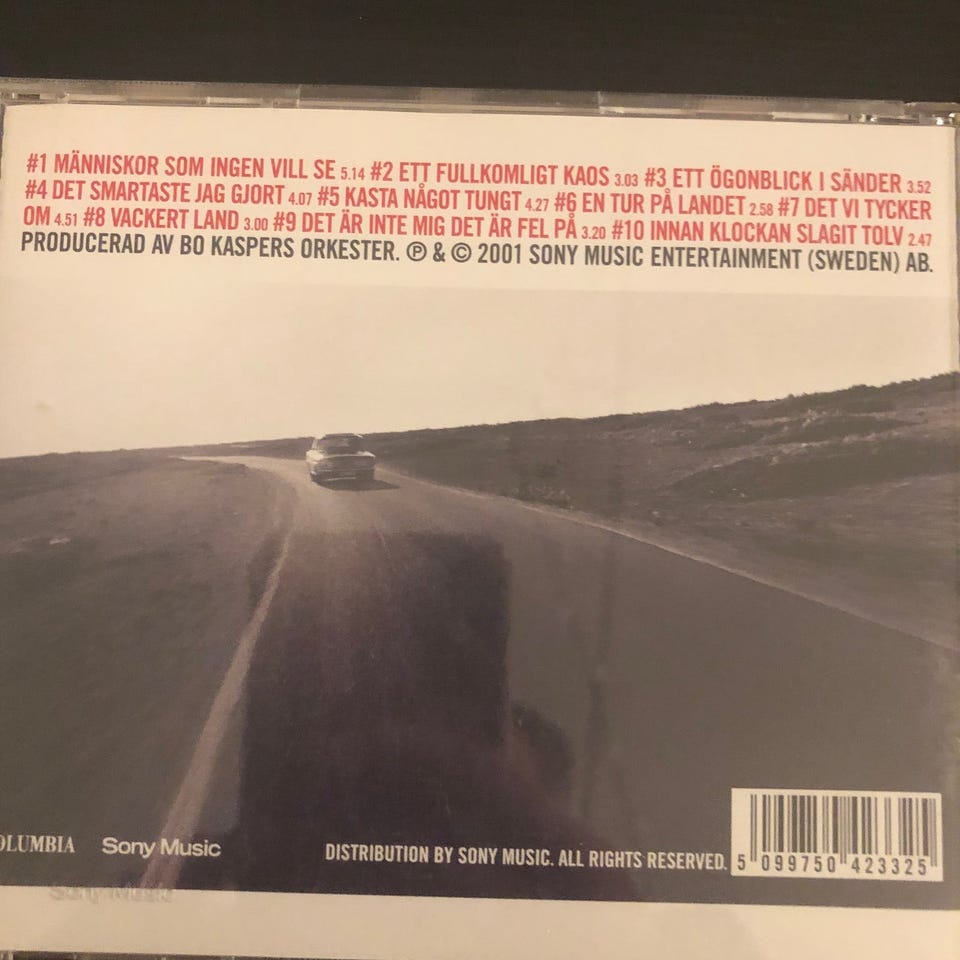 #1 MÄNNISKOR SOM INGEN VILL SE 5.14 #2 ETT FULLKOMLIGT KAOS 3.03 #3 ETT ÖGONBLICK I SÄNDER 3.52
#4 DET SMARTASTE JAG GJORT 4.07 #5 KASTA NÅGOT TUNGT 4.27 #6 EN TUR PÅ LANDET 2.58 #7 DET VI TYCKER
OM 4.51 #8 VACKERT LAND 3.00 #9 DET ÄR INTE MIG DET ÄR FEL PÅ 3.20 #10 INNAN KLOCKAN SLAGIT TOLV 2.47
PRODUCERAD AV BO KASPERS ORKESTER. ℗ & © 2001 SONY MUSIC ENTERTAINMENT (SWEDEN) AB.
OLUMBIA Sony Music DISTRIBUTION BY SONY MUSIC. ALL RIGHTS RESERVED.
5 099750 423325